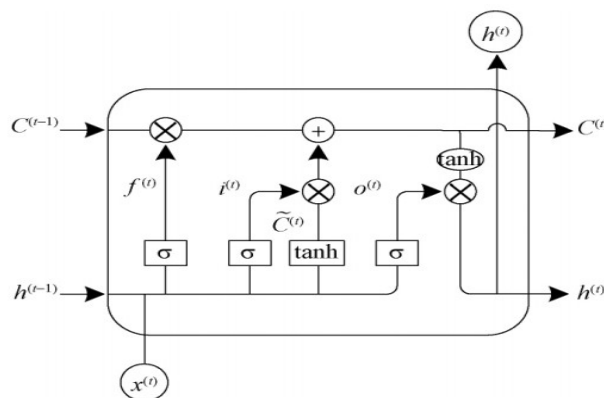 h(t)
C(t-1)
C(t
tanh
f(t)
i(t)
o(t)
C̃(t)
σ
σ
tanh
σ
h(t-1)
h(t)
x(t)